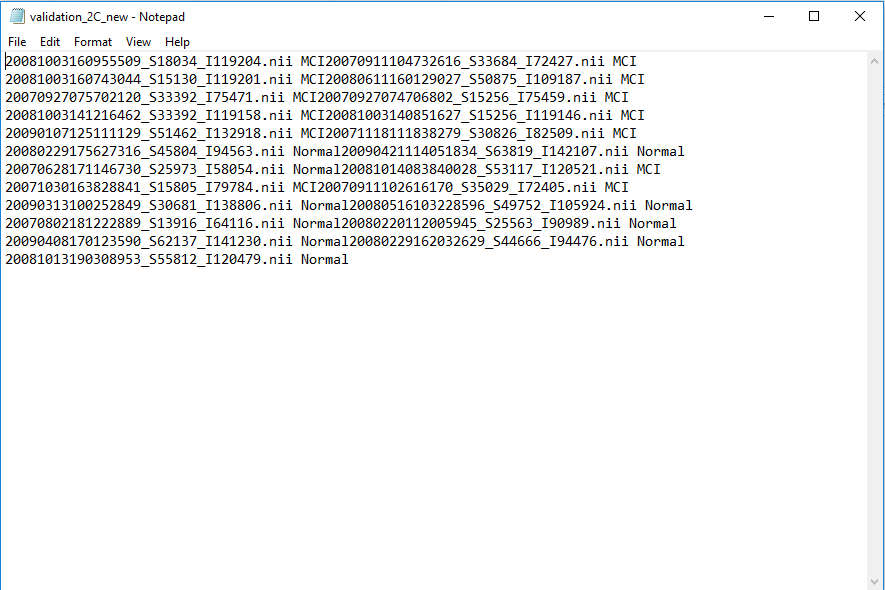 validation_2C_new - Notepad
File Edit Format View Help
20081003160955509_S18034_I119204.nii MCI20070911104732616_S33684_I72427.nii MCI
20081003160743044_S15130_I119201.nii MCI20080611160129027_S50875_I109187.nii MCI
20070927075702120_S33392_I75471.nii MCI20070927074706802_S15256_I75459.nii MCI
20081003141216462_S33392_I119158.nii MCI20081003140851627_S15256_I119146.nii MCI
20090107125111129_S51462_I132918.nii MCI20071118111838279_S30826_I82509.nii MCI
20080229175627316_S45804_I94563.nii Normal20090421114051834_S63819_I142107.nii Normal
20070628171146730_S25973_I58054.nii MCI20081014083840028_S53117_I120521.nii MCI
20071030163828841_S15805_I79784.nii MCI20070911102616170_S35029_I72405.nii MCI
20090313100252849_S30681_I138806.nii Normal20080516103228596_S49752_I105924.nii Normal
20070802181222889_S13916_I64116.nii Normal20080220112005945_S25563_I90989.nii Normal
20090408170123590_S62137_I141230.nii Normal20080229162032629_S44666_I94476.nii Normal
20081013190308953_S55812_I120479.nii Normal